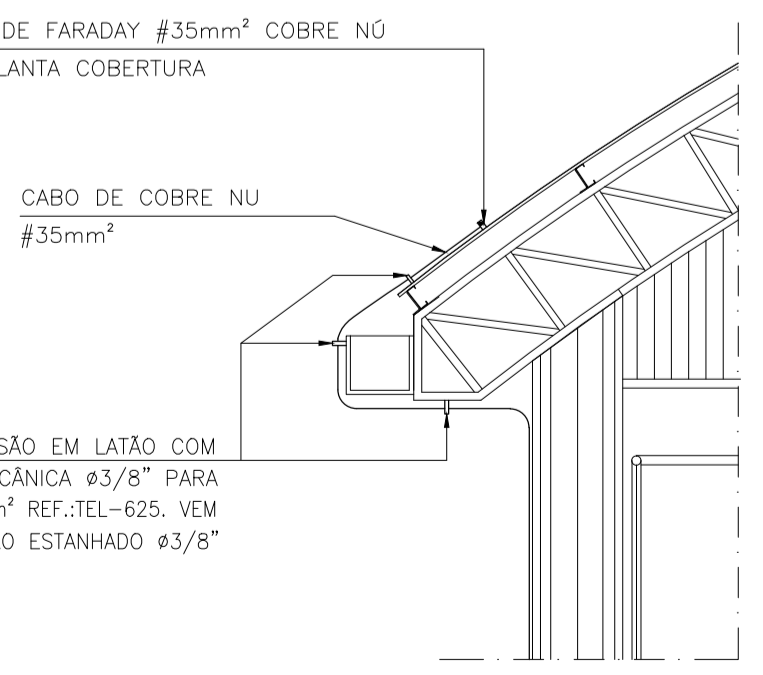 DE FARADAY #35mm² COBRE NÚ
LANTA COBERTURA
CABO DE COBRE NU
#35mm²
SÃO EM LATÃO COM
CÂNICA ø3/8" PARA
m² REF.:TEL-625. VEM
ÃO ESTANHADO ø3/8"